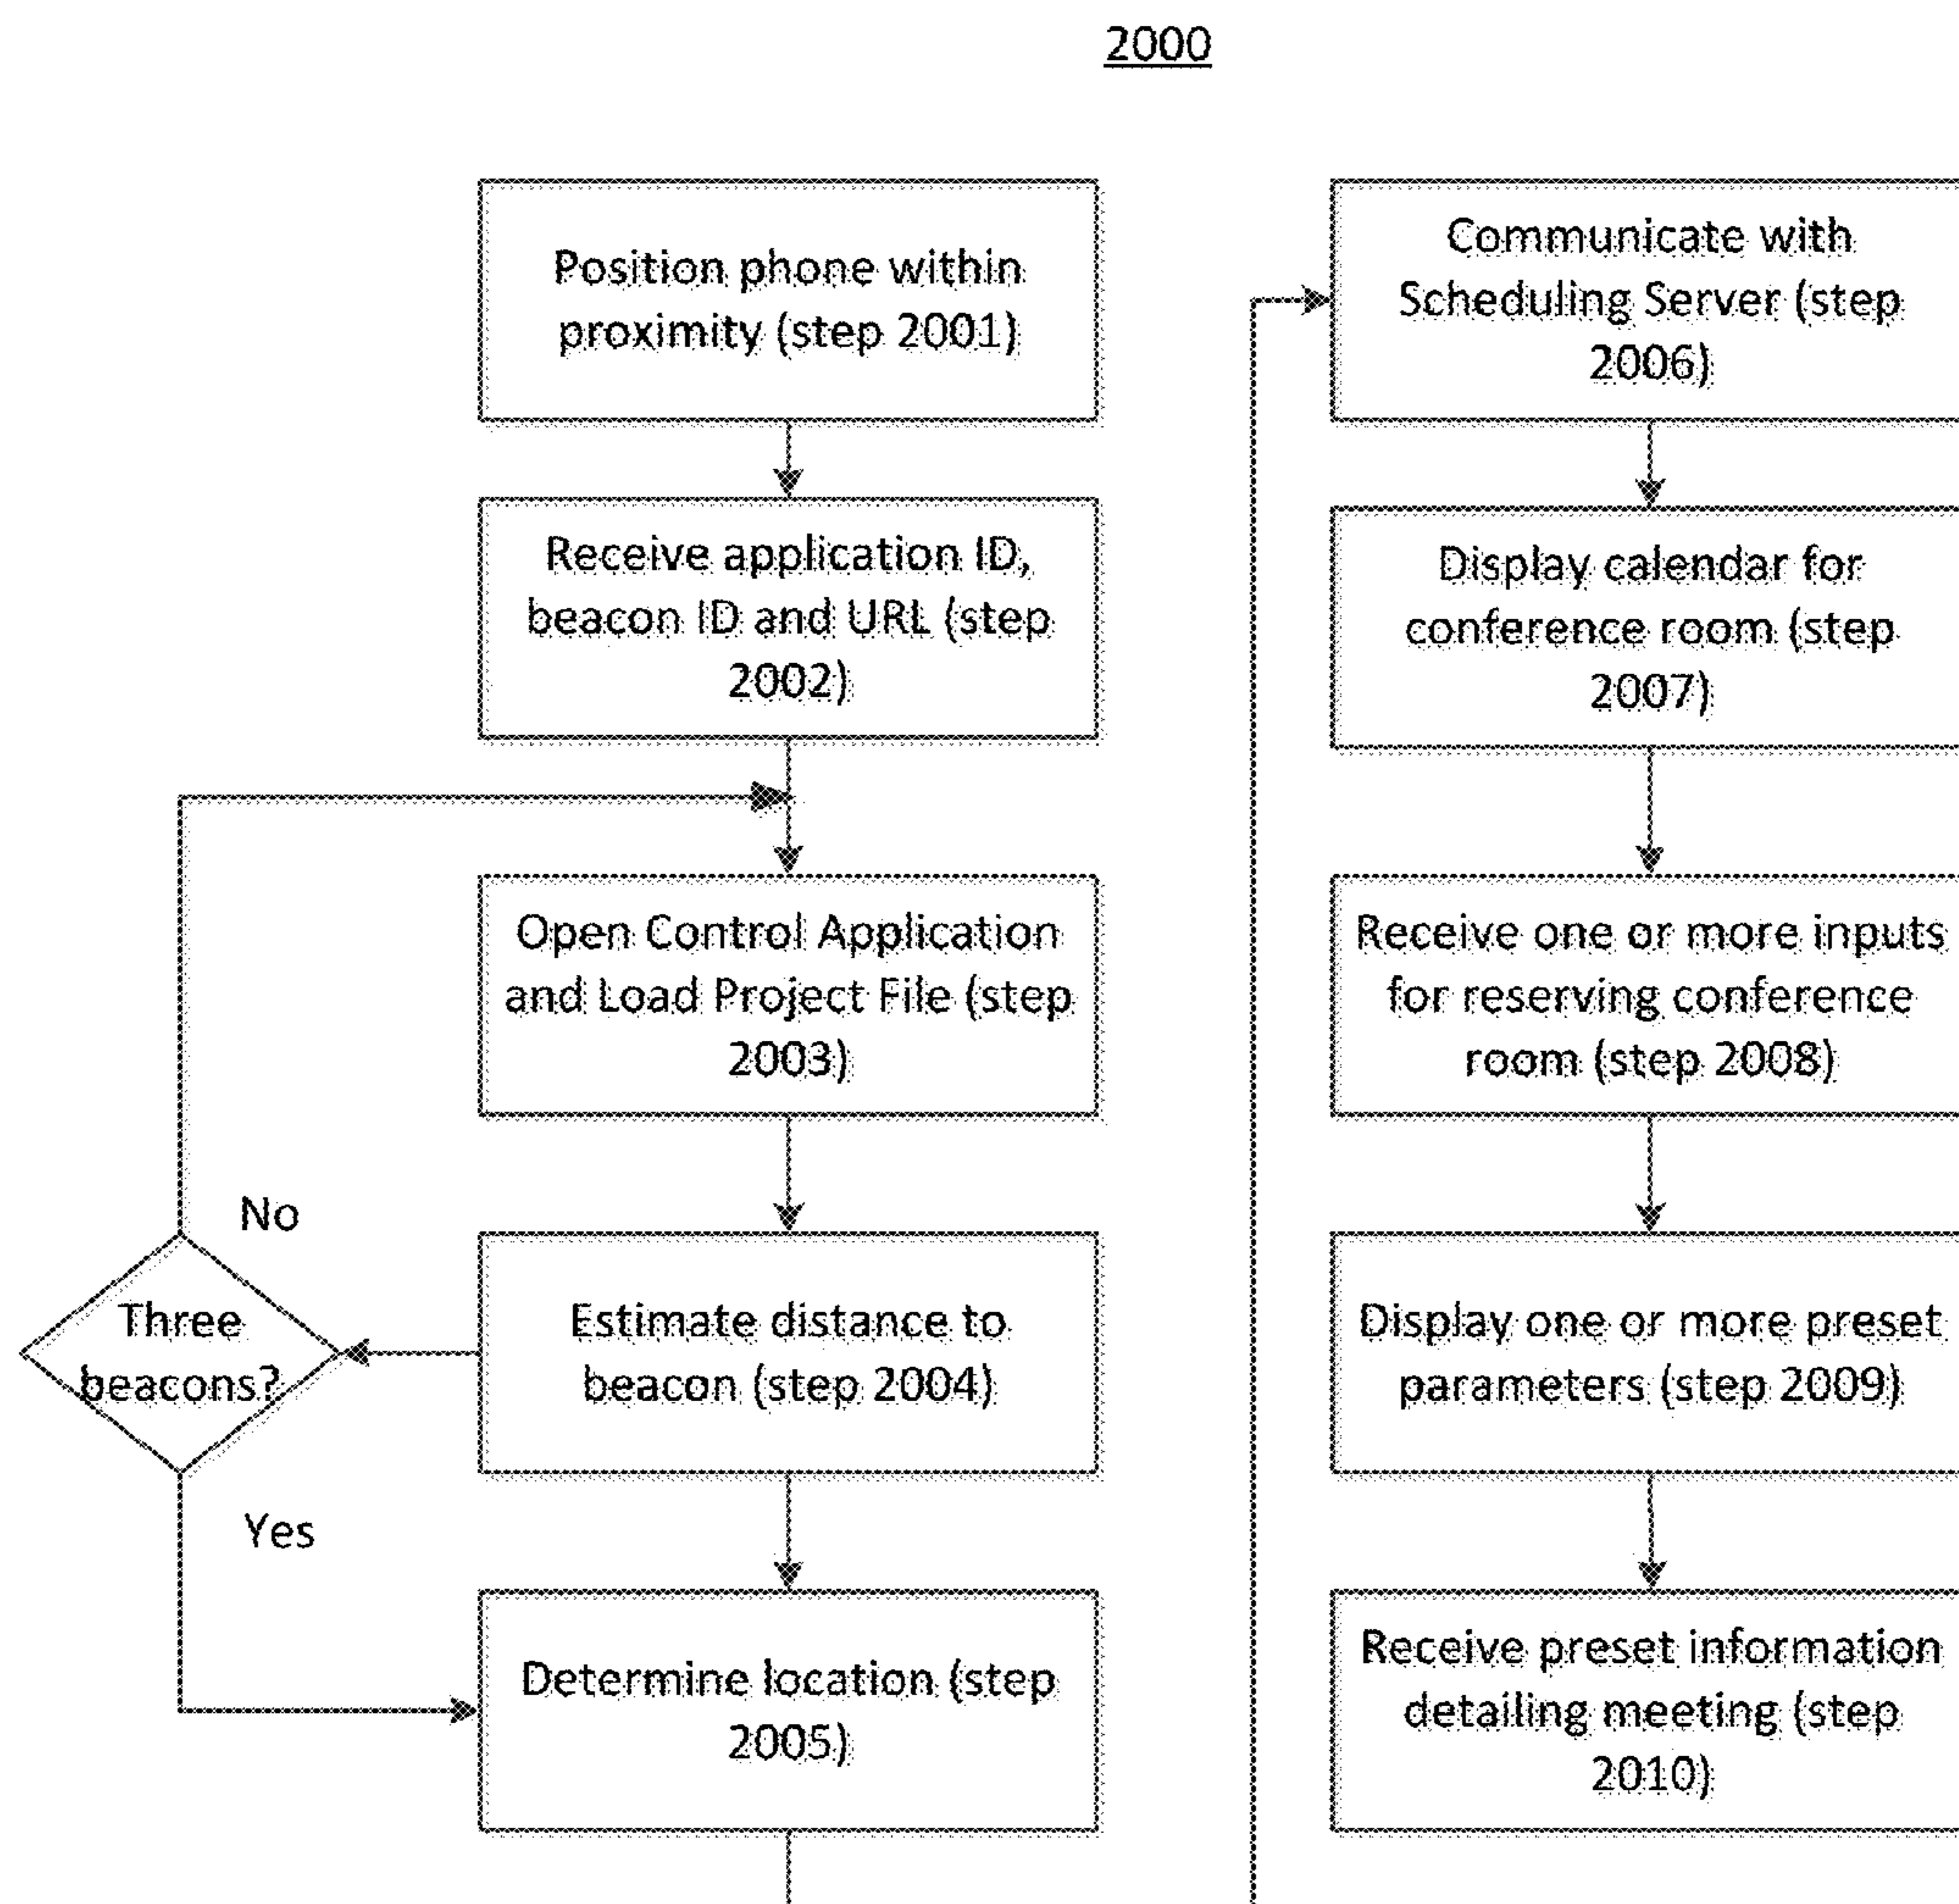 2000
Position phone within
proximity (step 2001)
Receive application ID,
beacon ID and URL (step
2002)
Open Control Application
and Load Project File (step
2003)
No
Three
beacons?
Estimate distance to
beacon (step 2004)
Yes
Determine location (step
2005)
Communicate with
Scheduling Server (step
2006)
Display calendar for
conference room (step
2007)
Receive one or more inputs
for reserving conference
room (step 2008)
Display one or more preset
parameters (step 2009)
Receive preset information
detailing meeting (step
2010)